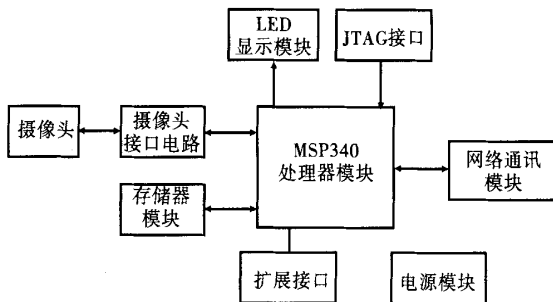 LED
显示模块
JTAG接口
摄像头
摄像头
接口电路
MSP340
处理器模块
网络通讯
模块
存储器
模块
扩展接口
电源模块